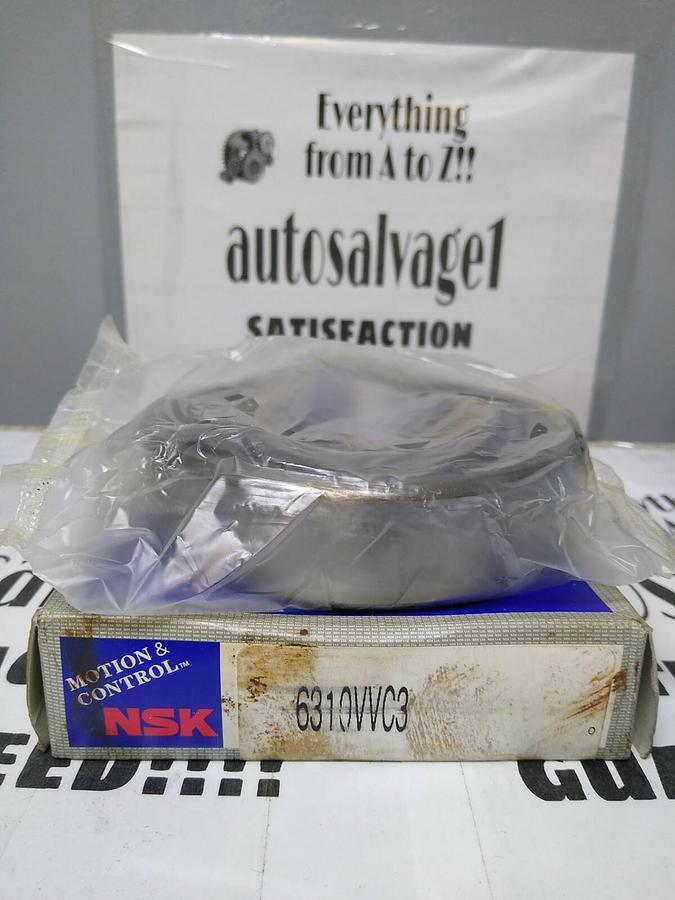 Everything
from A to Z!!
autosalvage1
SATISFACTION
MOTION &
CONTROL™
NSK
6310VVC3